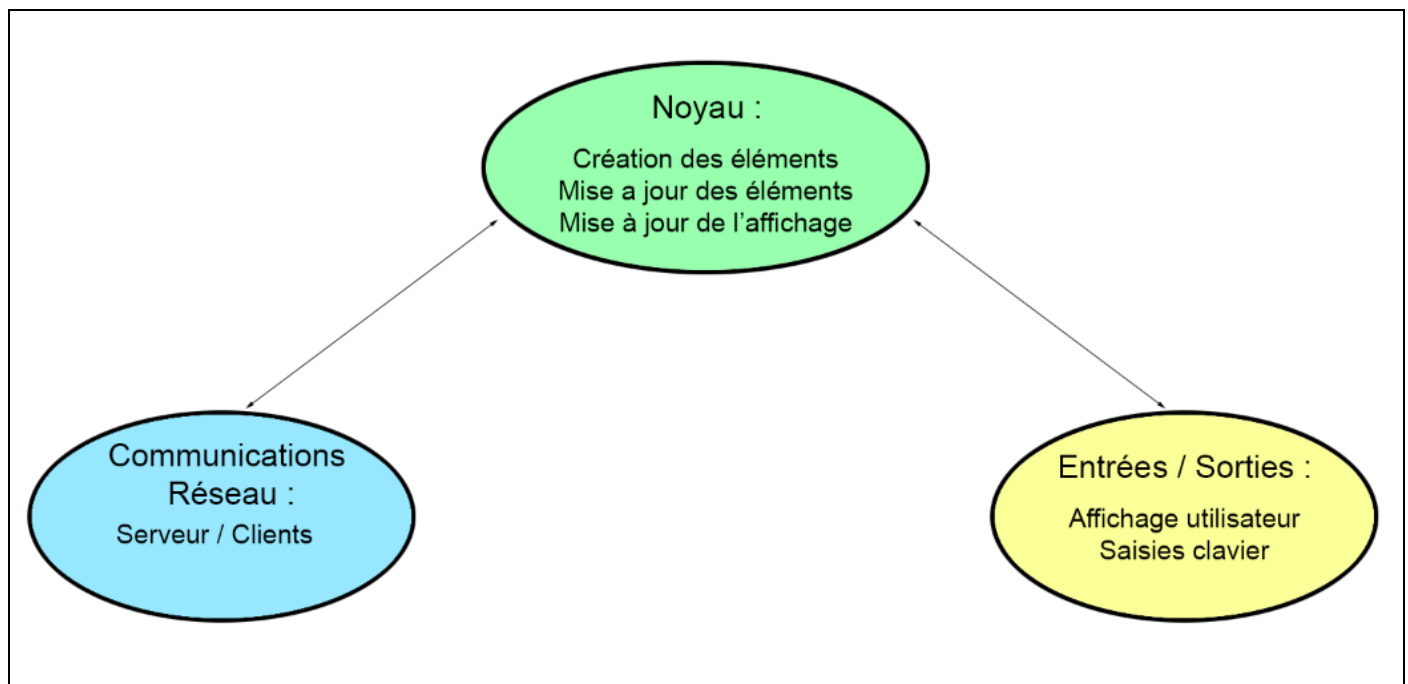 Noyau :
Création des éléments
Mise a jour des éléments
Mise à jour de l'affichage
Communications
Réseau :
Serveur / Clients
Entrées / Sorties :
Affichage utilisateur
Saisies clavier